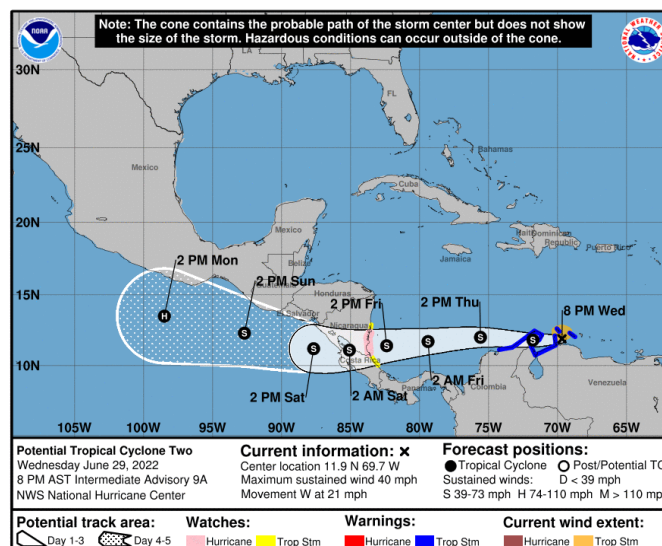 Note: The cone contains the probable path of the storm center but does not show
the size of the storm. Hazardous conditions can occur outside of the cone.
NOAA
LA
30N
FL
25N
Mexico
Bahamas
Cuba
20N
Mexico
Haiti
Dominican
Republic
Puerto Rico
Jamaica
Belize
2 PM Mon
2 PM Sun
Guatemala
15N
Honduras
2 PM Fri
2 PM Thu
8 PM Wed
H
El Salvador
Nicaragua
S
S
S
S
S
S
S
10N
Costa Rica
2 PM Sat
2 AM Sat
2 AM Fri
Panama
Colombia
Venezuela
105W 100W 95W 90W 85W 80W 75W 70W 65W
Potential Tropical Cyclone Two
Wednesday June 29, 2022
8 PM AST Intermediate Advisory 9A
NWS National Hurricane Center
Current information: x
Center location 11.9 N 69.7 W
Maximum sustained wind 40 mph
Movement W at 21 mph
Forecast positions:
Tropical Cyclone Post/Potential TC
Sustained winds: D < 39 mph
S 39-73 mph H 74-110 mph M > 110 mph
Potential track area:
Day 1-3 Day 4-5
Watches:
Hurricane Trop Stm
Warnings:
Hurricane Trop Stm
Current wind extent:
Hurricane Trop Stm